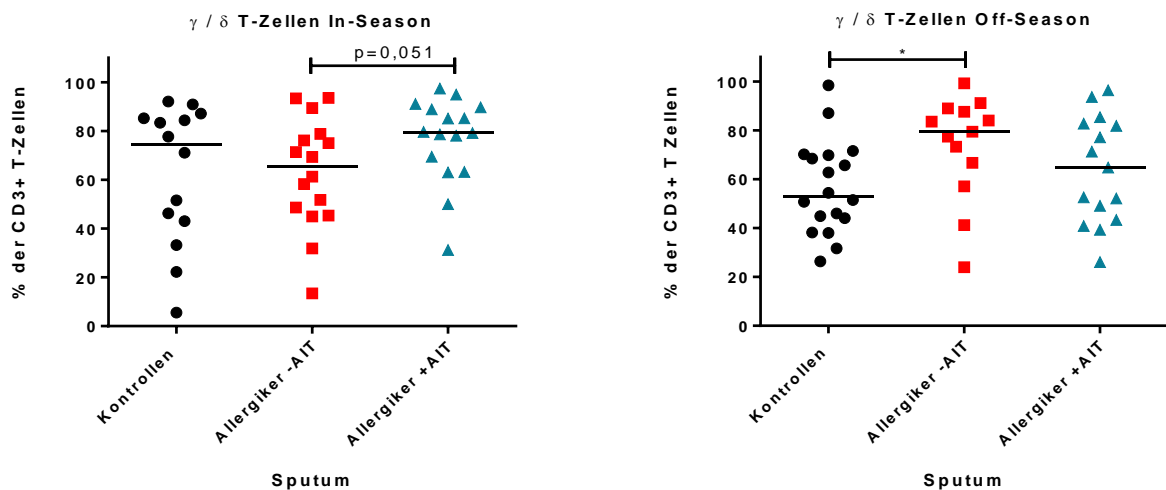 γ / δ T-Zellen In-Season
p=0,051
% der CD3+ T-Zellen
100
80
60
40
20
0
Kontrollen
Allergiker -AIT
Allergiker +AIT
Sputum
γ / δ T-Zellen Off-Season
*
% der CD3+ T Zellen
100
80
60
40
20
0
Kontrollen
Allergiker -AIT
Allergiker +AIT
Sputum